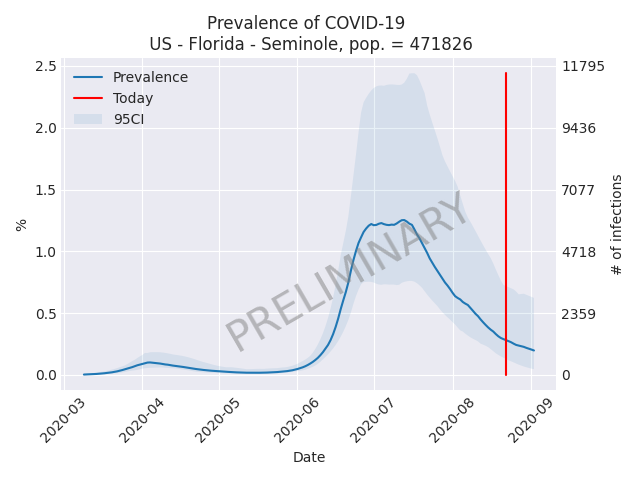 Prevalence of COVID-19
US - Florida - Seminole, pop. = 471826
Prevalence
Today
95CI
PRELIMINARY
2.5
2.0
1.5
1.0
0.5
0.0
%
11795
9436
7077
4718
2359
0
# of infections
2020-03
2020-04
2020-05
2020-06
2020-07
2020-08
2020-09
Date